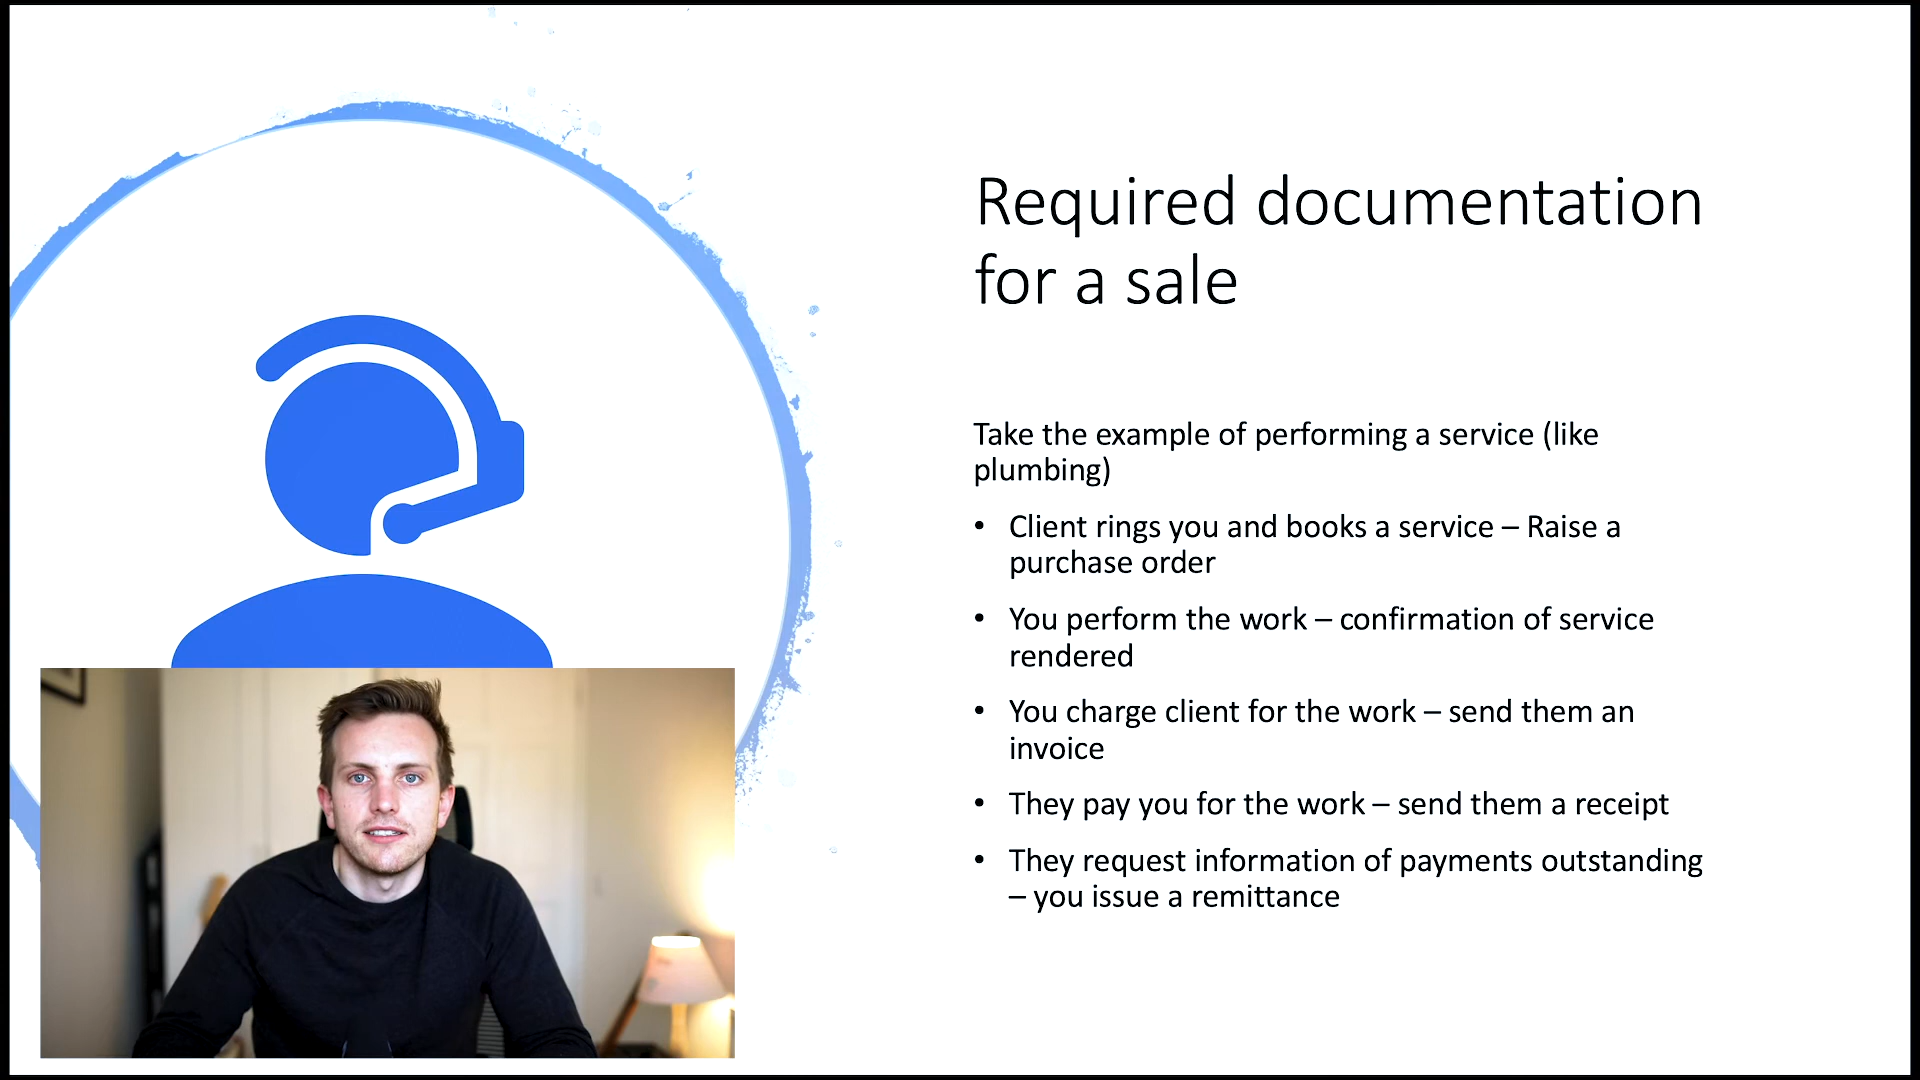 Required documentation
for a sale
Take the example of performing a service (like
plumbing)
• Client rings you and books a service – Raise a
purchase order
• You perform the work – confirmation of service
rendered
• You charge client for the work – send them an
invoice
• They pay you for the work – send them a receipt
• They request information of payments outstanding
– you issue a remittance